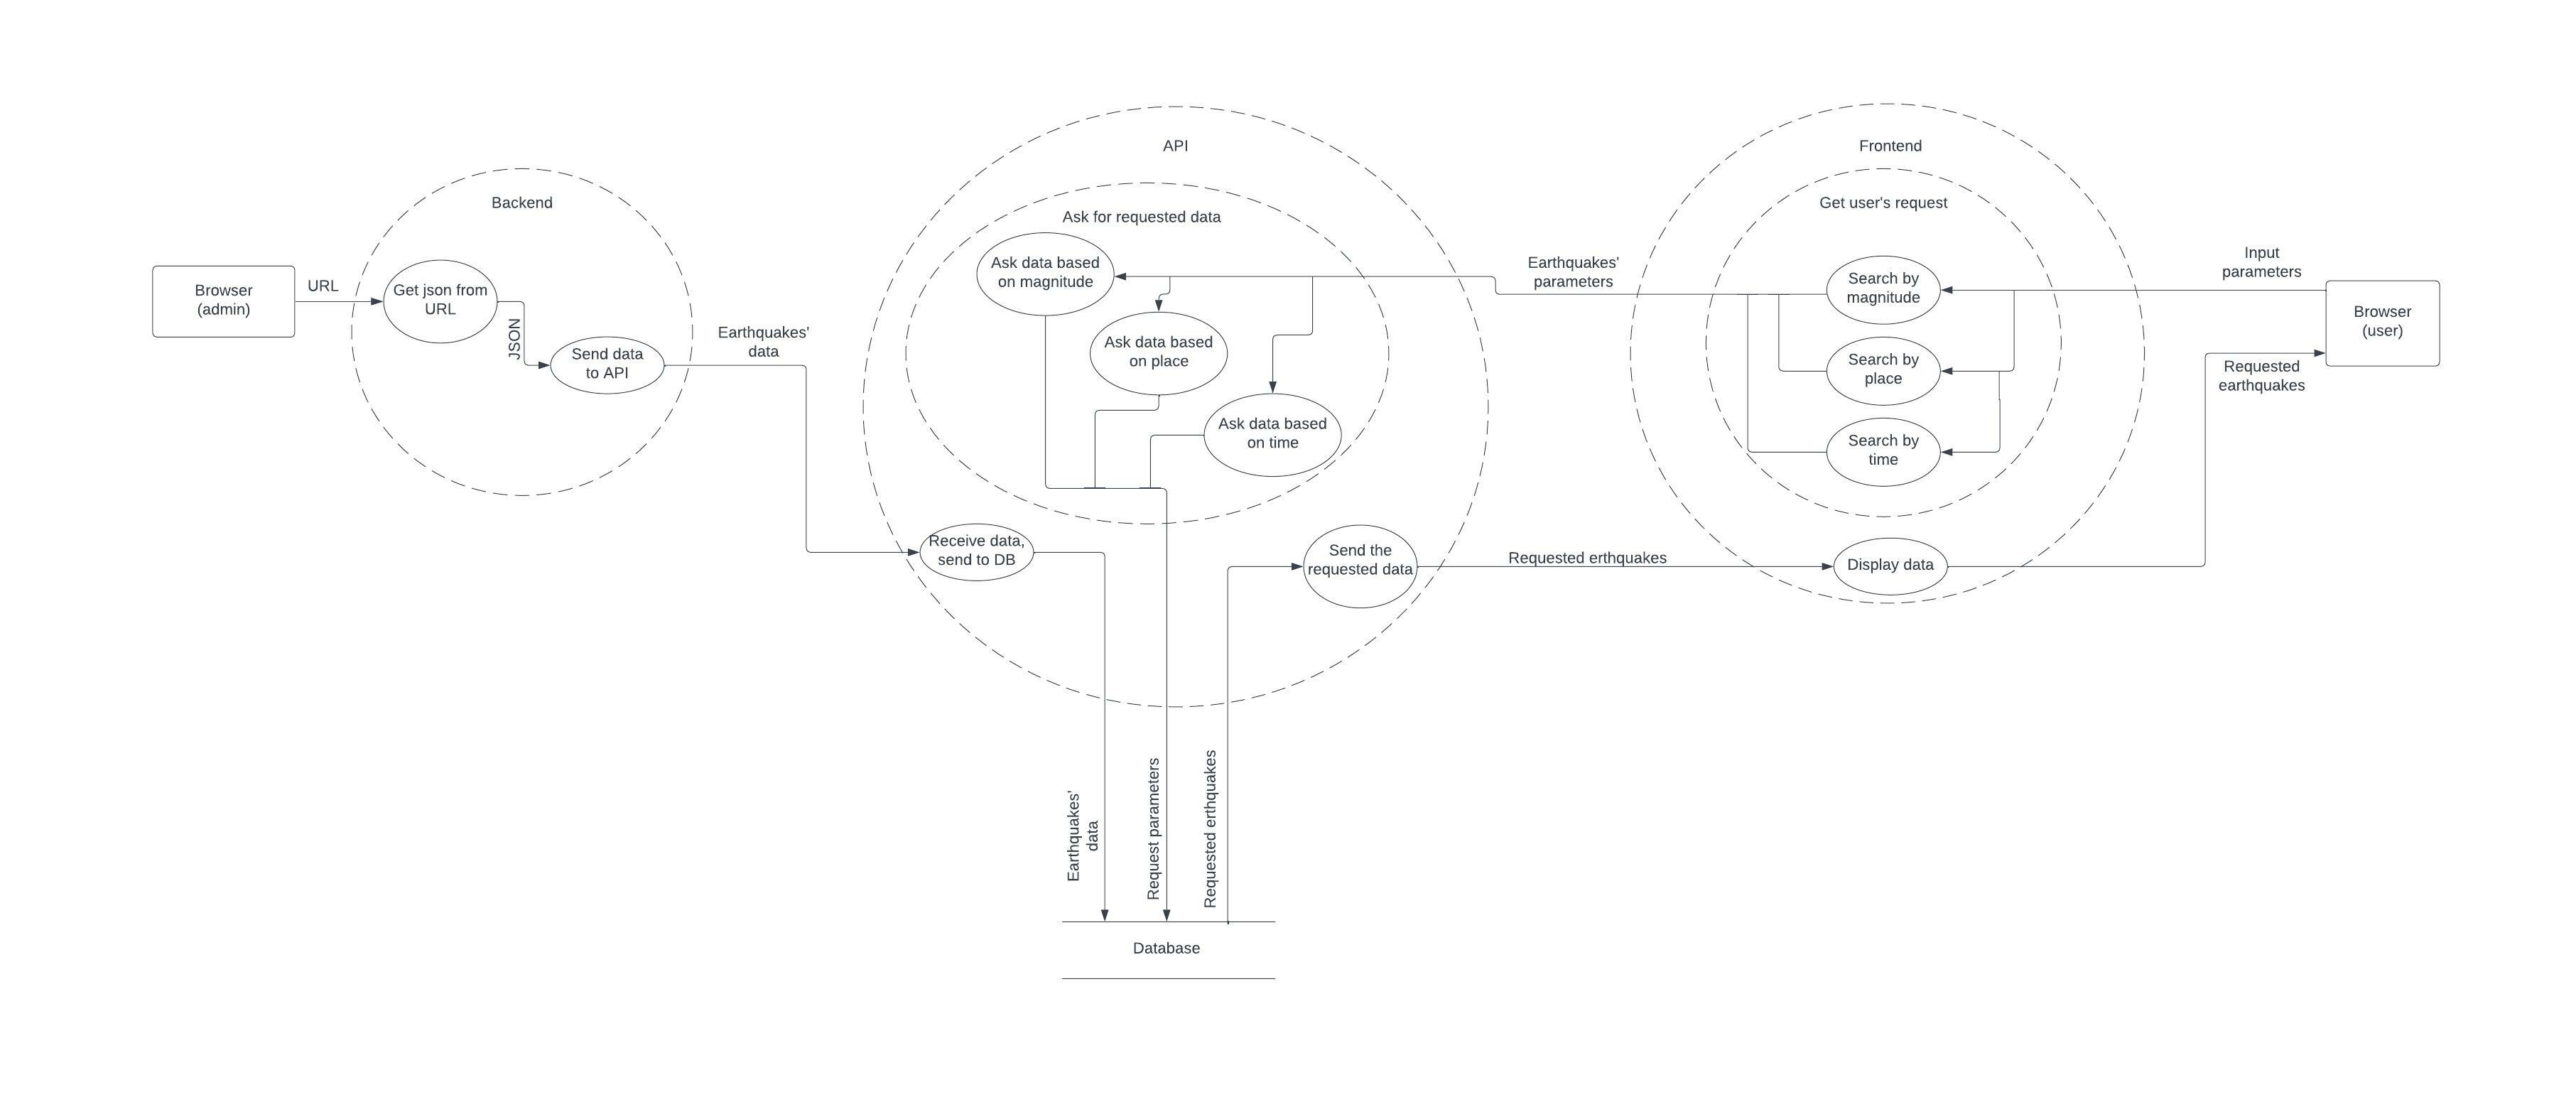 Browser
(admin)
URL
Backend
Get json from
URL
JSON
Send data
to API
Earthquakes'
data
API
Ask for requested data
Ask data based
on magnitude
Ask data based
on place
Ask data based
on time
Receive data,
send to DB
Send the
requested data
Earthquakes'
parameters
Requested erthquakes
Frontend
Get user's request
Search by
magnitude
Search by
place
Search by
time
Display data
Input
parameters
Browser
(user)
Requested
earthquakes
Earthquakes'
data
Request parameters
Requested erthquakes
Database